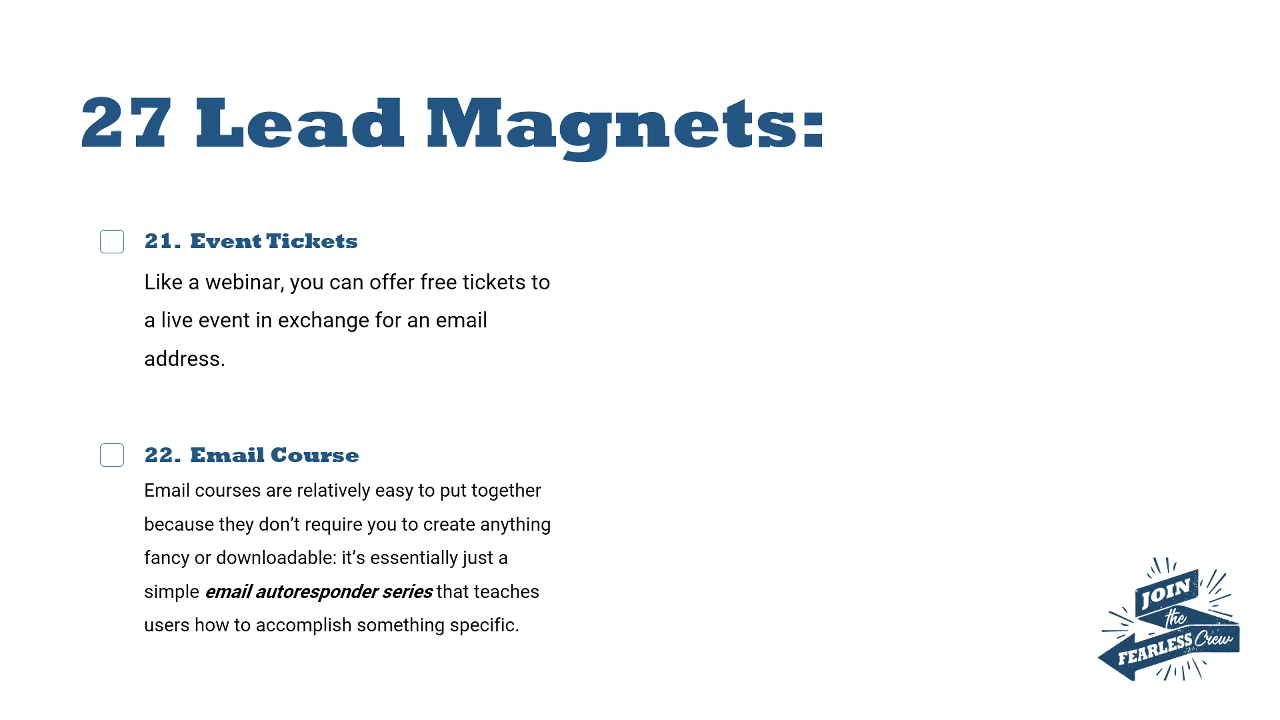 27 Lead Magnets:
21. Event Tickets
Like a webinar, you can offer free tickets to
a live event in exchange for an email
address.
22. Email Course
Email courses are relatively easy to put together
because they don’t require you to create anything
fancy or downloadable: it’s essentially just a
simple email autoresponder series that teaches
users how to accomplish something specific.
JOIN
the
FEARLESS Crew